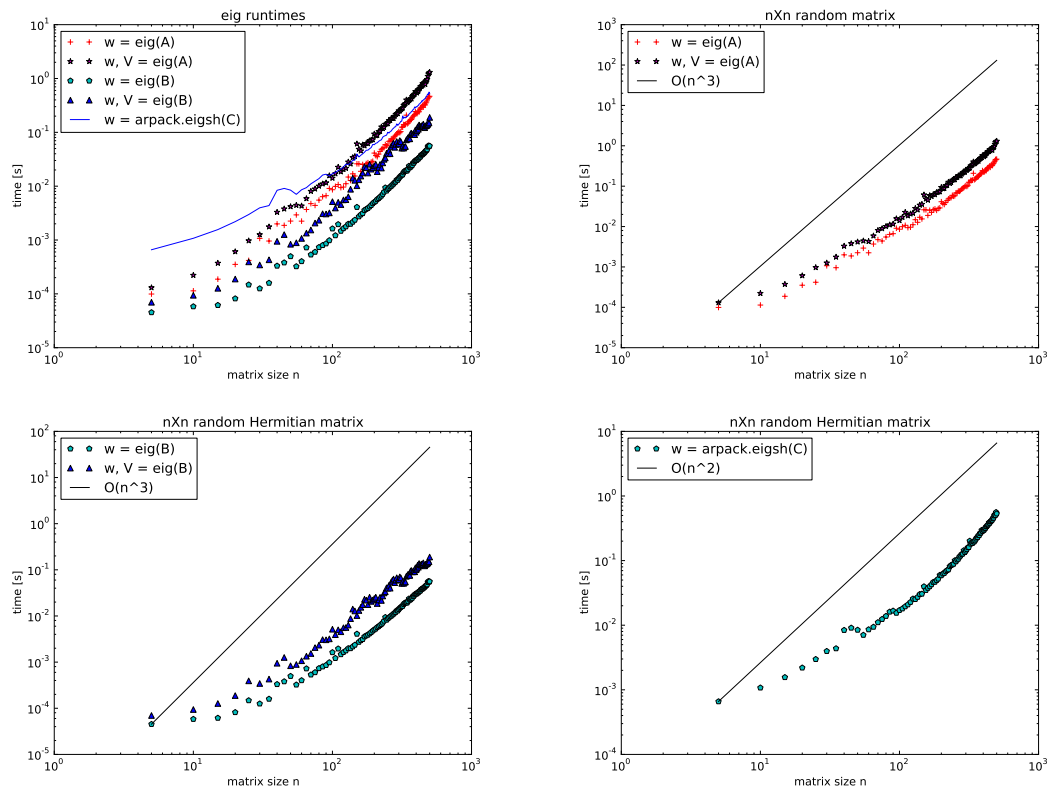 eig runtimes
10^1
10^0
10^-1
10^-2
10^-3
10^-4
10^-5
time [s]
w = eig(A)
w, V = eig(A)
w = eig(B)
w, V = eig(B)
w = arpack.eigsh(C)
10^0
10^1
10^2
10^3
matrix size n
nXn random matrix
10^3
10^2
10^1
10^0
10^-1
10^-2
10^-3
10^-4
10^-5
time [s]
w = eig(A)
w, V = eig(A)
O(n^3)
10^0
10^1
10^2
10^3
matrix size n
nXn random Hermitian matrix
10^2
10^1
10^0
10^-1
10^-2
10^-3
10^-4
10^-5
time [s]
w = eig(B)
w, V = eig(B)
O(n^3)
10^0
10^1
10^2
10^3
matrix size n
nXn random Hermitian matrix
10^1
10^0
10^-1
10^-2
10^-3
10^-4
time [s]
w = arpack.eigsh(C)
O(n^2)
10^0
10^1
10^2
10^3
matrix size n